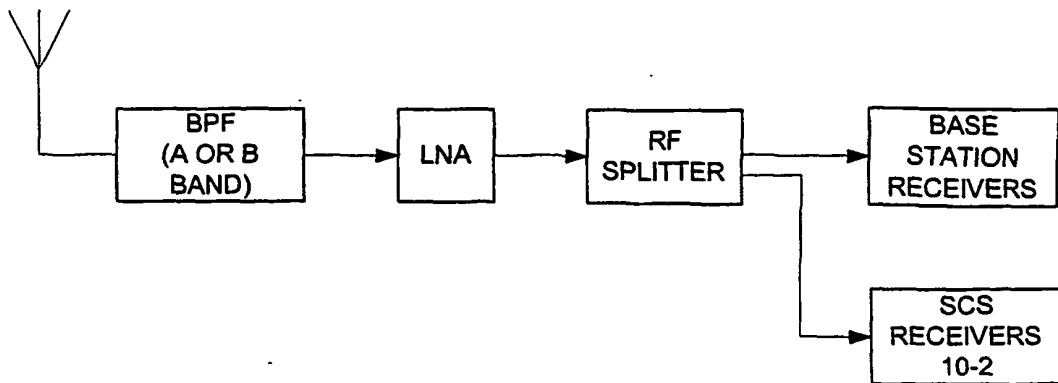 BPF
(A OR B
BAND)
LNA
RF
SPLITTER
BASE
STATION
RECEIVERS
SCS
RECEIVERS
10-2